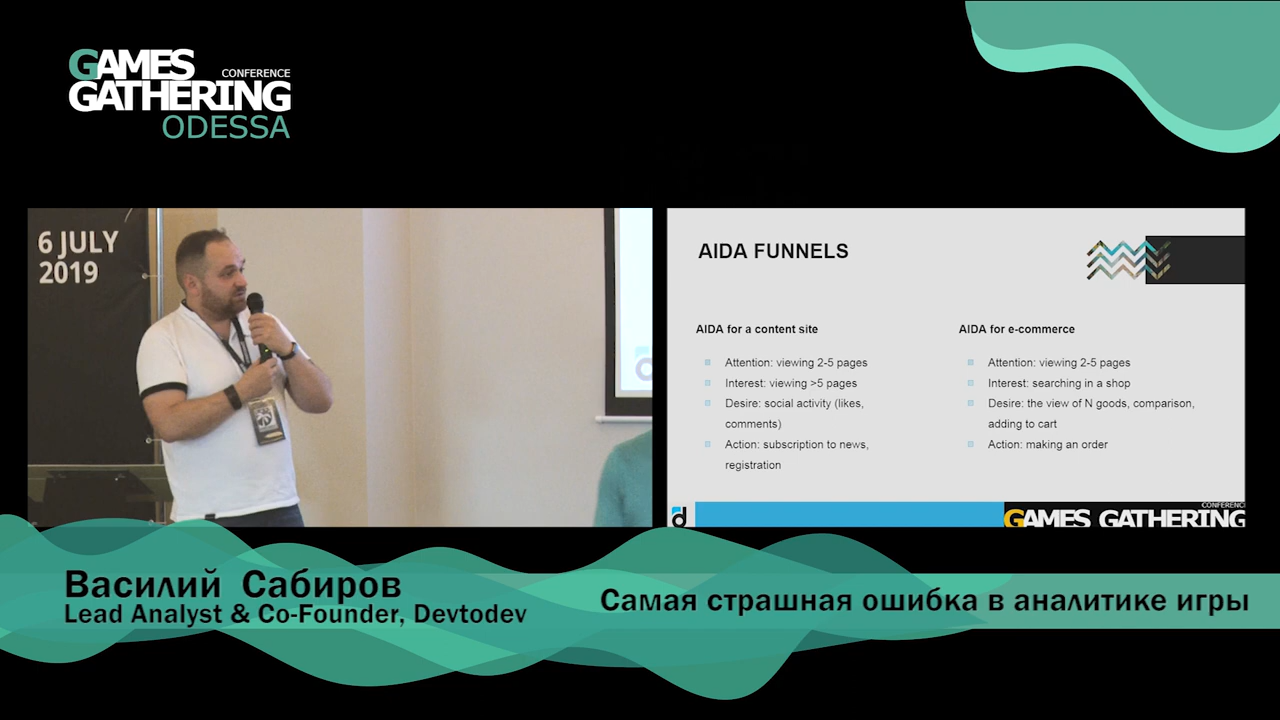 GAMES
CONFERENCE
GATHERING
ODESSA
6 JULY
2019
AIDA FUNNELS
AIDA for a content site
Attention: viewing 2-5 pages
Interest: viewing >5 pages
Desire: social activity (likes,
comments)
Action: subscription to news,
registration
AIDA for e-commerce
Attention: viewing 2-5 pages
Interest: searching in a shop
Desire: the view of N goods, comparison,
adding to cart
Action: making an order
d
CONFERENC
GAMES GATHERING
Василий Сабиров
Lead Analyst & Co-Founder, Devtodev
Самая страшная ошибка в аналитике игры